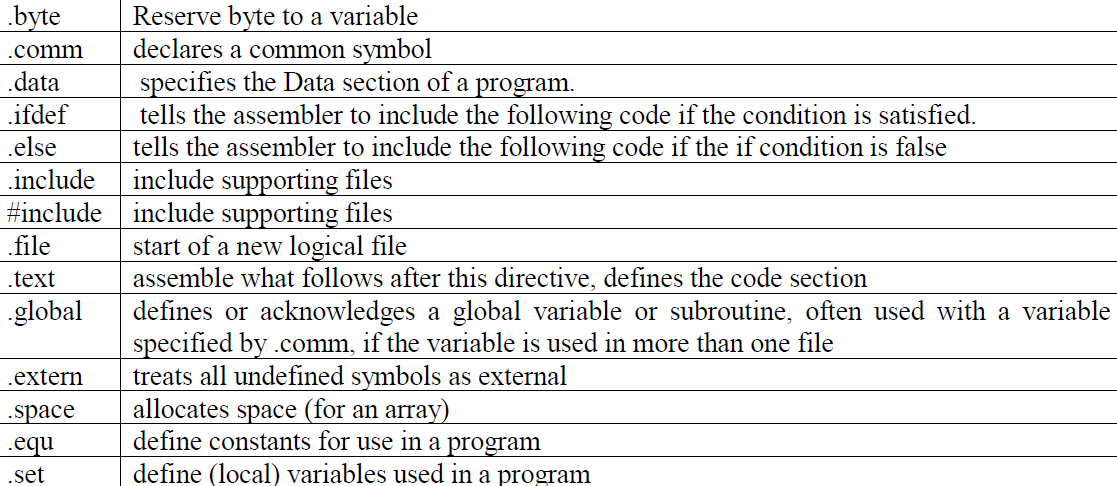 .byte Reserve byte to a variable
.comm declares a common symbol
.data specifies the Data section of a program.
.ifdef tells the assembler to include the following code if the condition is satisfied.
.else tells the assembler to include the following code if the if condition is false
.include include supporting files
#include include supporting files
.file start of a new logical file
.text assemble what follows after this directive, defines the code section
.global defines or acknowledges a global variable or subroutine, often used with a variable
specified by .comm, if the variable is used in more than one file
.extern treats all undefined symbols as external
.space allocates space (for an array)
.equ define constants for use in a program
.set define (local) variables used in a program